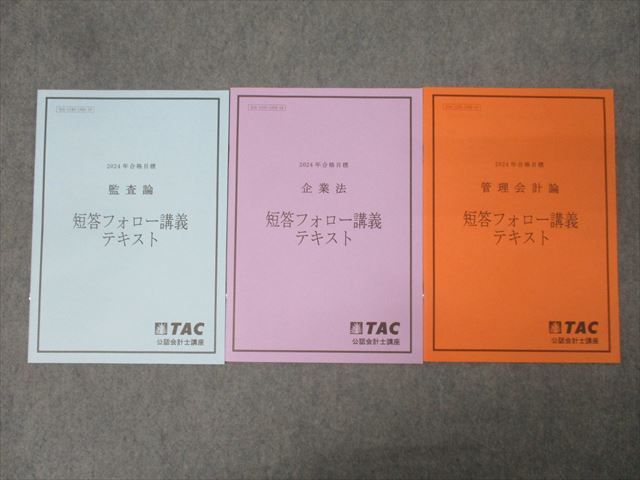 2024年合格目標
監査論
短答フォロー講義
テキスト
TAC
公認会計士講座
2024年合格目標
企業法
短答フォロー講義
テキスト
TAC
公認会計士講座
2024年合格目標
管理会計論
短答フォロー講義
テキスト
TAC
公認会計士講座